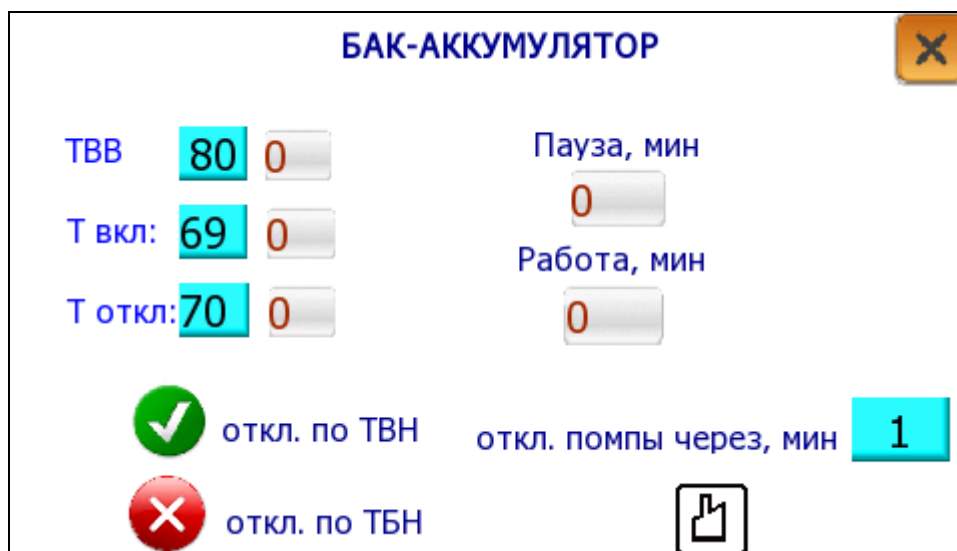 БАК-АККУМУЛЯТОР
ТВВ 80 0
Т вкл: 69 0
Т откл: 70 0
Пауза, мин
0
Работа, мин
0
откл. по ТВН
откл. помпы через, мин 1
откл. по ТБН